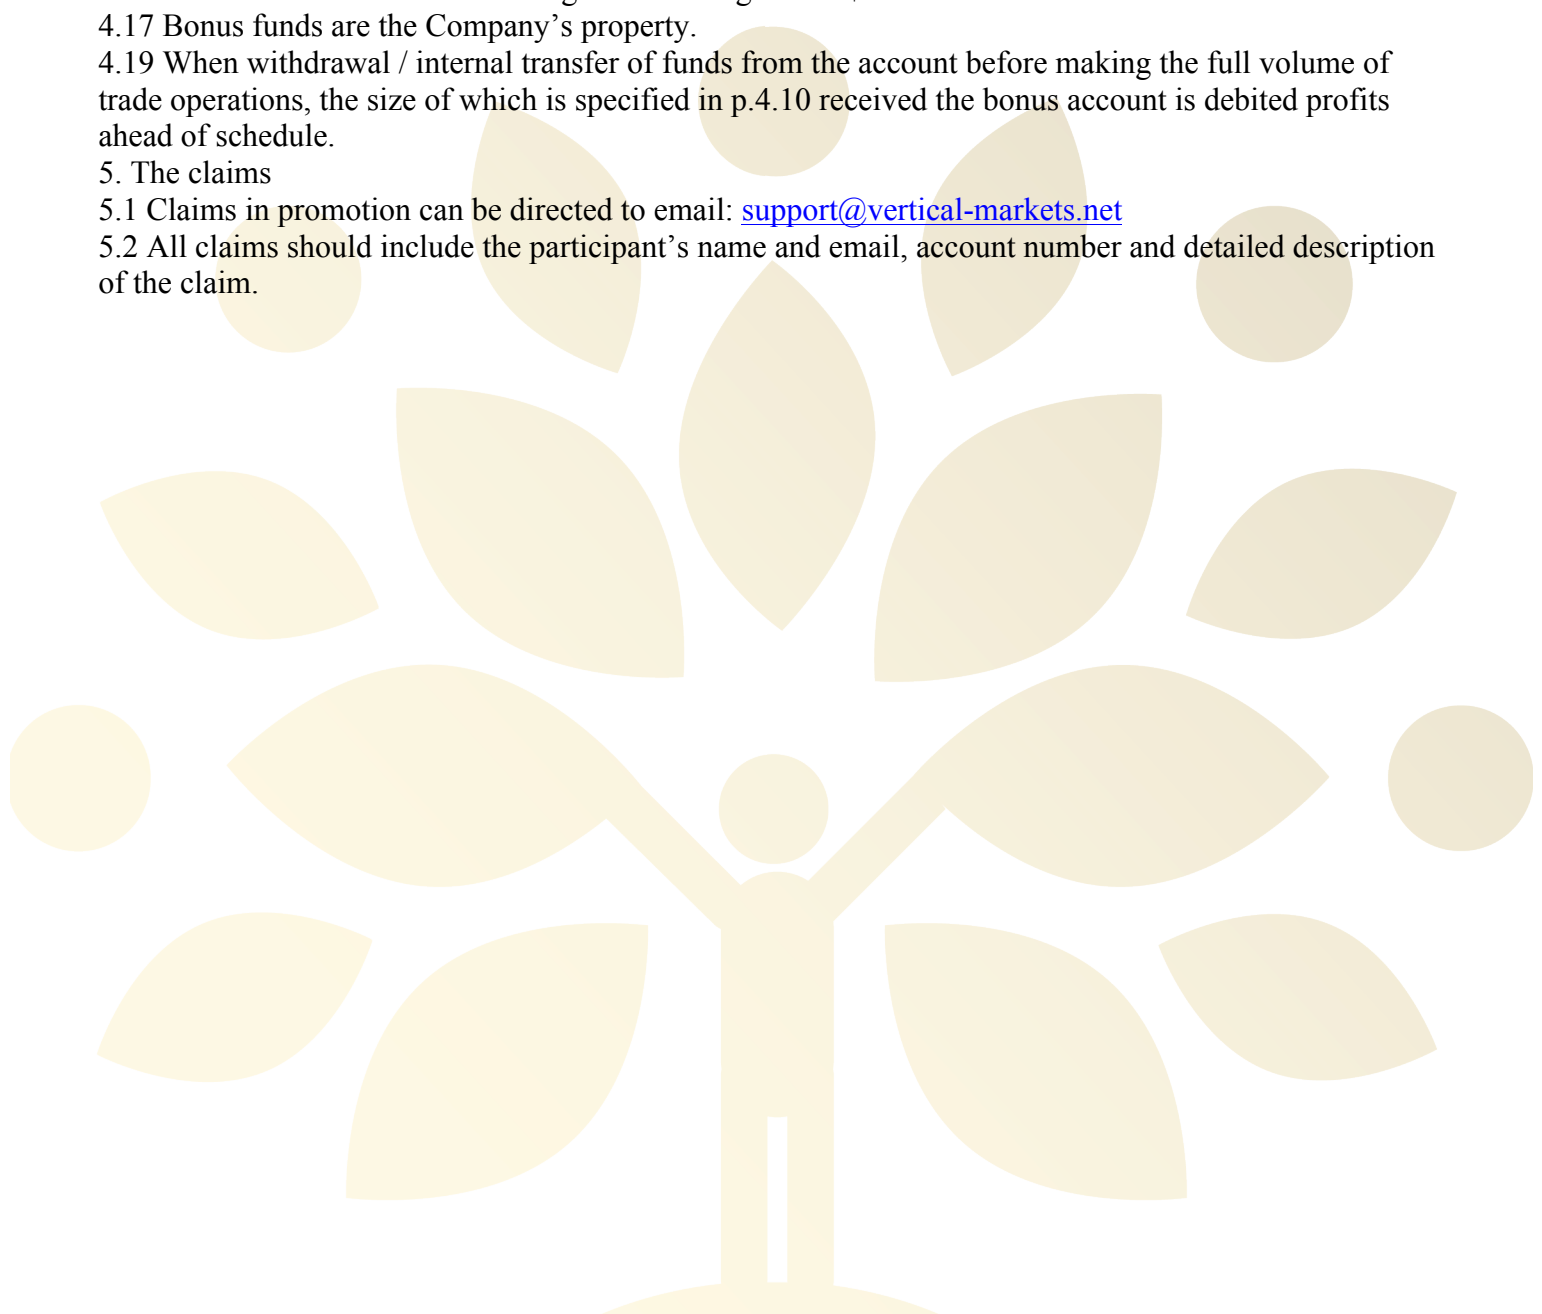 4.17 Bonus funds are the Company’s property.
4.19 When withdrawal / internal transfer of funds from the account before making the full volume of
trade operations, the size of which is specified in p.4.10 received the bonus account is debited profits
ahead of schedule.
5. The claims
5.1 Claims in promotion can be directed to email: support@vertical-markets.net
5.2 All claims should include the participant’s name and email, account number and detailed description
of the claim.